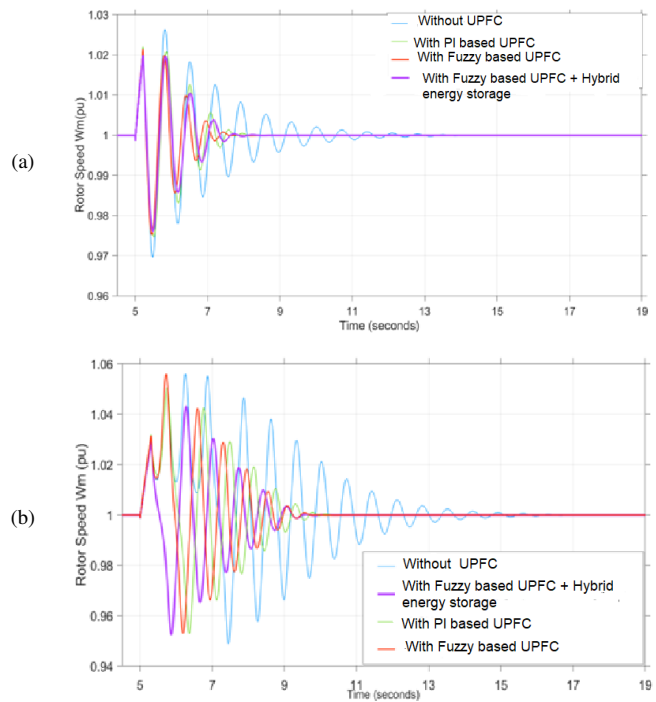 1.03
1.02
1.01
1
0.99
0.98
0.97
0.96
Rotor Speed Wm(pu)
Without UPFC
With PI based UPFC
With Fuzzy based UPFC
With Fuzzy based UPFC + Hybrid
energy storage
(a)
5 7 9 11 13 15 17 19
Time (seconds)
1.06
1.04
1.02
1
0.98
0.96
0.94
Rotor Speed Wm (pu)
(b)
Without UPFC
With Fuzzy based UPFC + Hybrid
energy storage
With PI based UPFC
With Fuzzy based UPFC
5 7 9 11 13 15 17 19
Time (seconds)